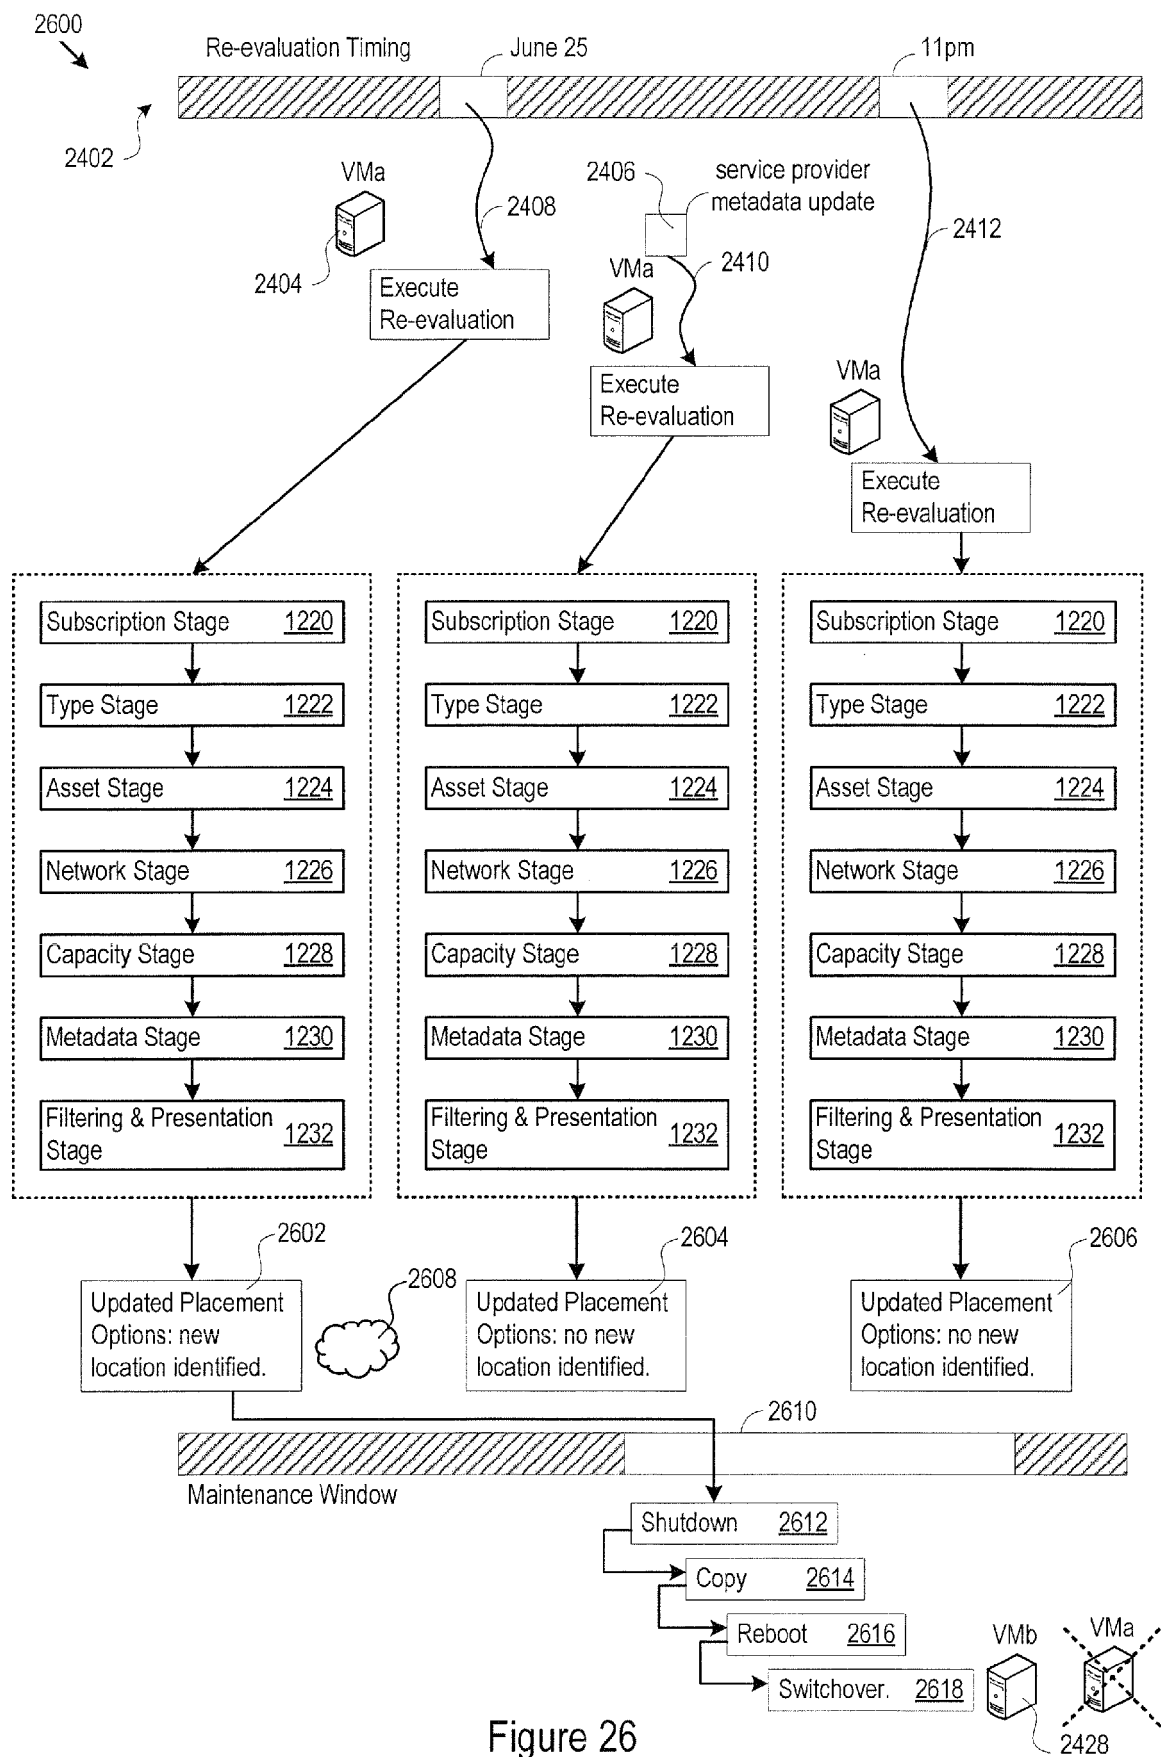 2600
Re-evaluation Timing
June 25
11pm
2402
VMa
2404
2408
Execute
Re-evaluation
2406
service provider
metadata update
VMa
2410
Execute
Re-evaluation
2412
VMa
Execute
Re-evaluation
Subscription Stage 1220
Type Stage 1222
Asset Stage 1224
Network Stage 1226
Capacity Stage 1228
Metadata Stage 1230
Filtering & Presentation
Stage 1232
Subscription Stage 1220
Type Stage 1222
Asset Stage 1224
Network Stage 1226
Capacity Stage 1228
Metadata Stage 1230
Filtering & Presentation
Stage 1232
Subscription Stage 1220
Type Stage 1222
Asset Stage 1224
Network Stage 1226
Capacity Stage 1228
Metadata Stage 1230
Filtering & Presentation
Stage 1232
2602
Updated Placement
Options: new
location identified.
2608
2604
Updated Placement
Options: no new
location identified.
2606
Updated Placement
Options: no new
location identified.
2610
Maintenance Window
Shutdown 2612
Copy 2614
Reboot 2616
Switchover. 2618
VMb
VMa
2428
Figure 26